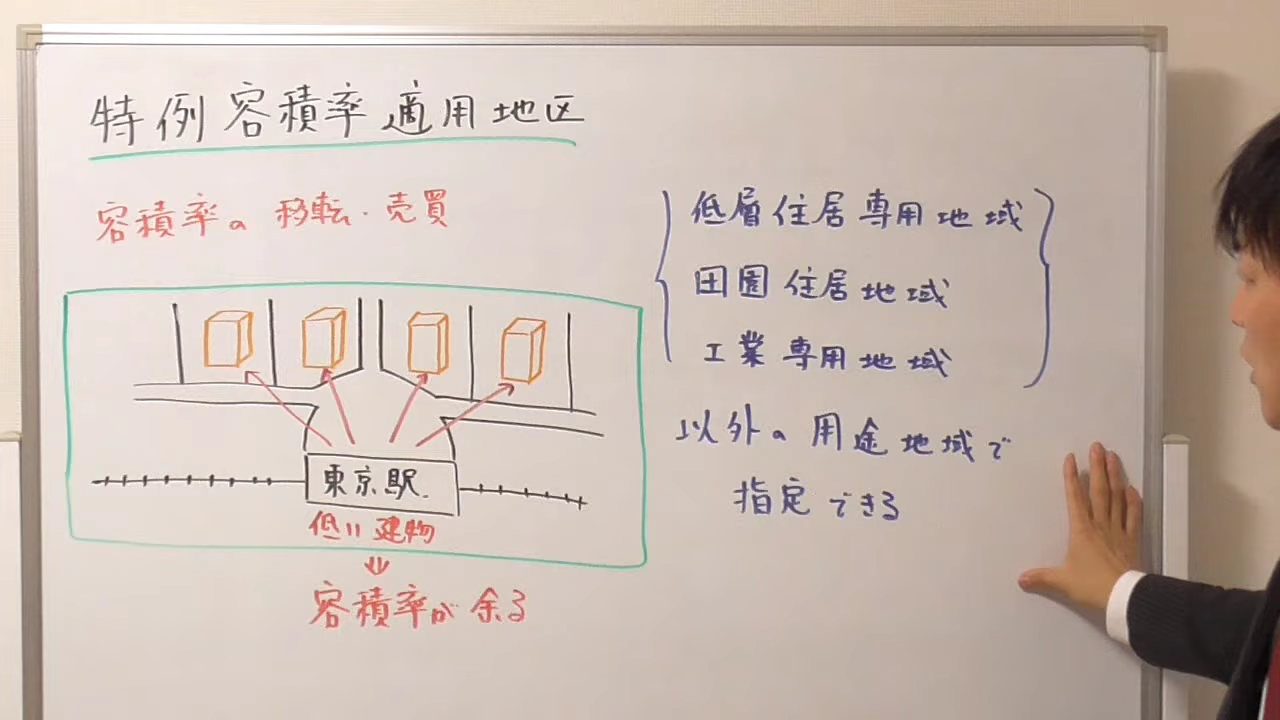 特例容積率適用地区
容積率の移転・売買
東京駅
低い建物
⇓
容積率が余る
低層住居専用地域
田園住居地域
工業専用地域
以外の用途地域で
指定できる